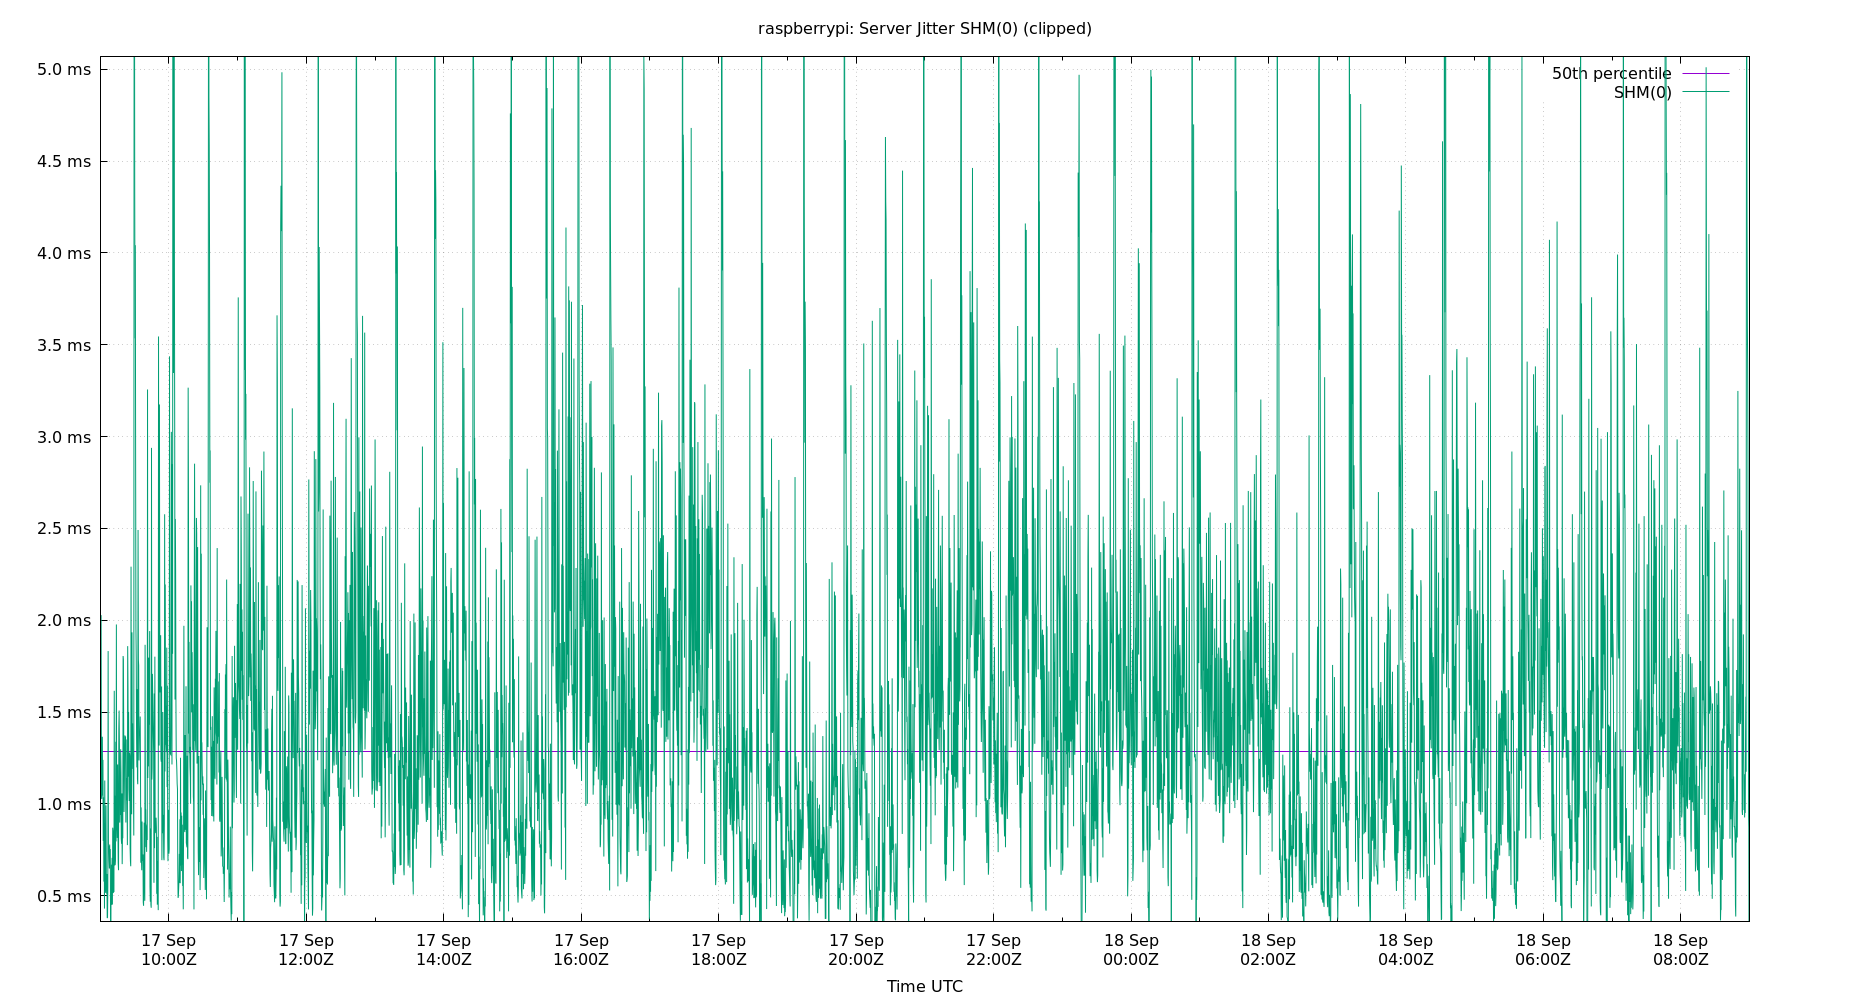 raspberrypi: Server Jitter SHM(0) (clipped)
5.0 ms
4.5 ms
4.0 ms
3.5 ms
3.0 ms
2.5 ms
2.0 ms
1.5 ms
1.0 ms
0.5 ms
50th percentile
SHM(0)
17 Sep 17 Sep 17 Sep 17 Sep 17 Sep 17 Sep 17 Sep 18 Sep 18 Sep 18 Sep 18 Sep 18 Sep
10:00Z 12:00Z 14:00Z 16:00Z 18:00Z 20:00Z 22:00Z 00:00Z 02:00Z 04:00Z 06:00Z 08:00Z
Time UTC